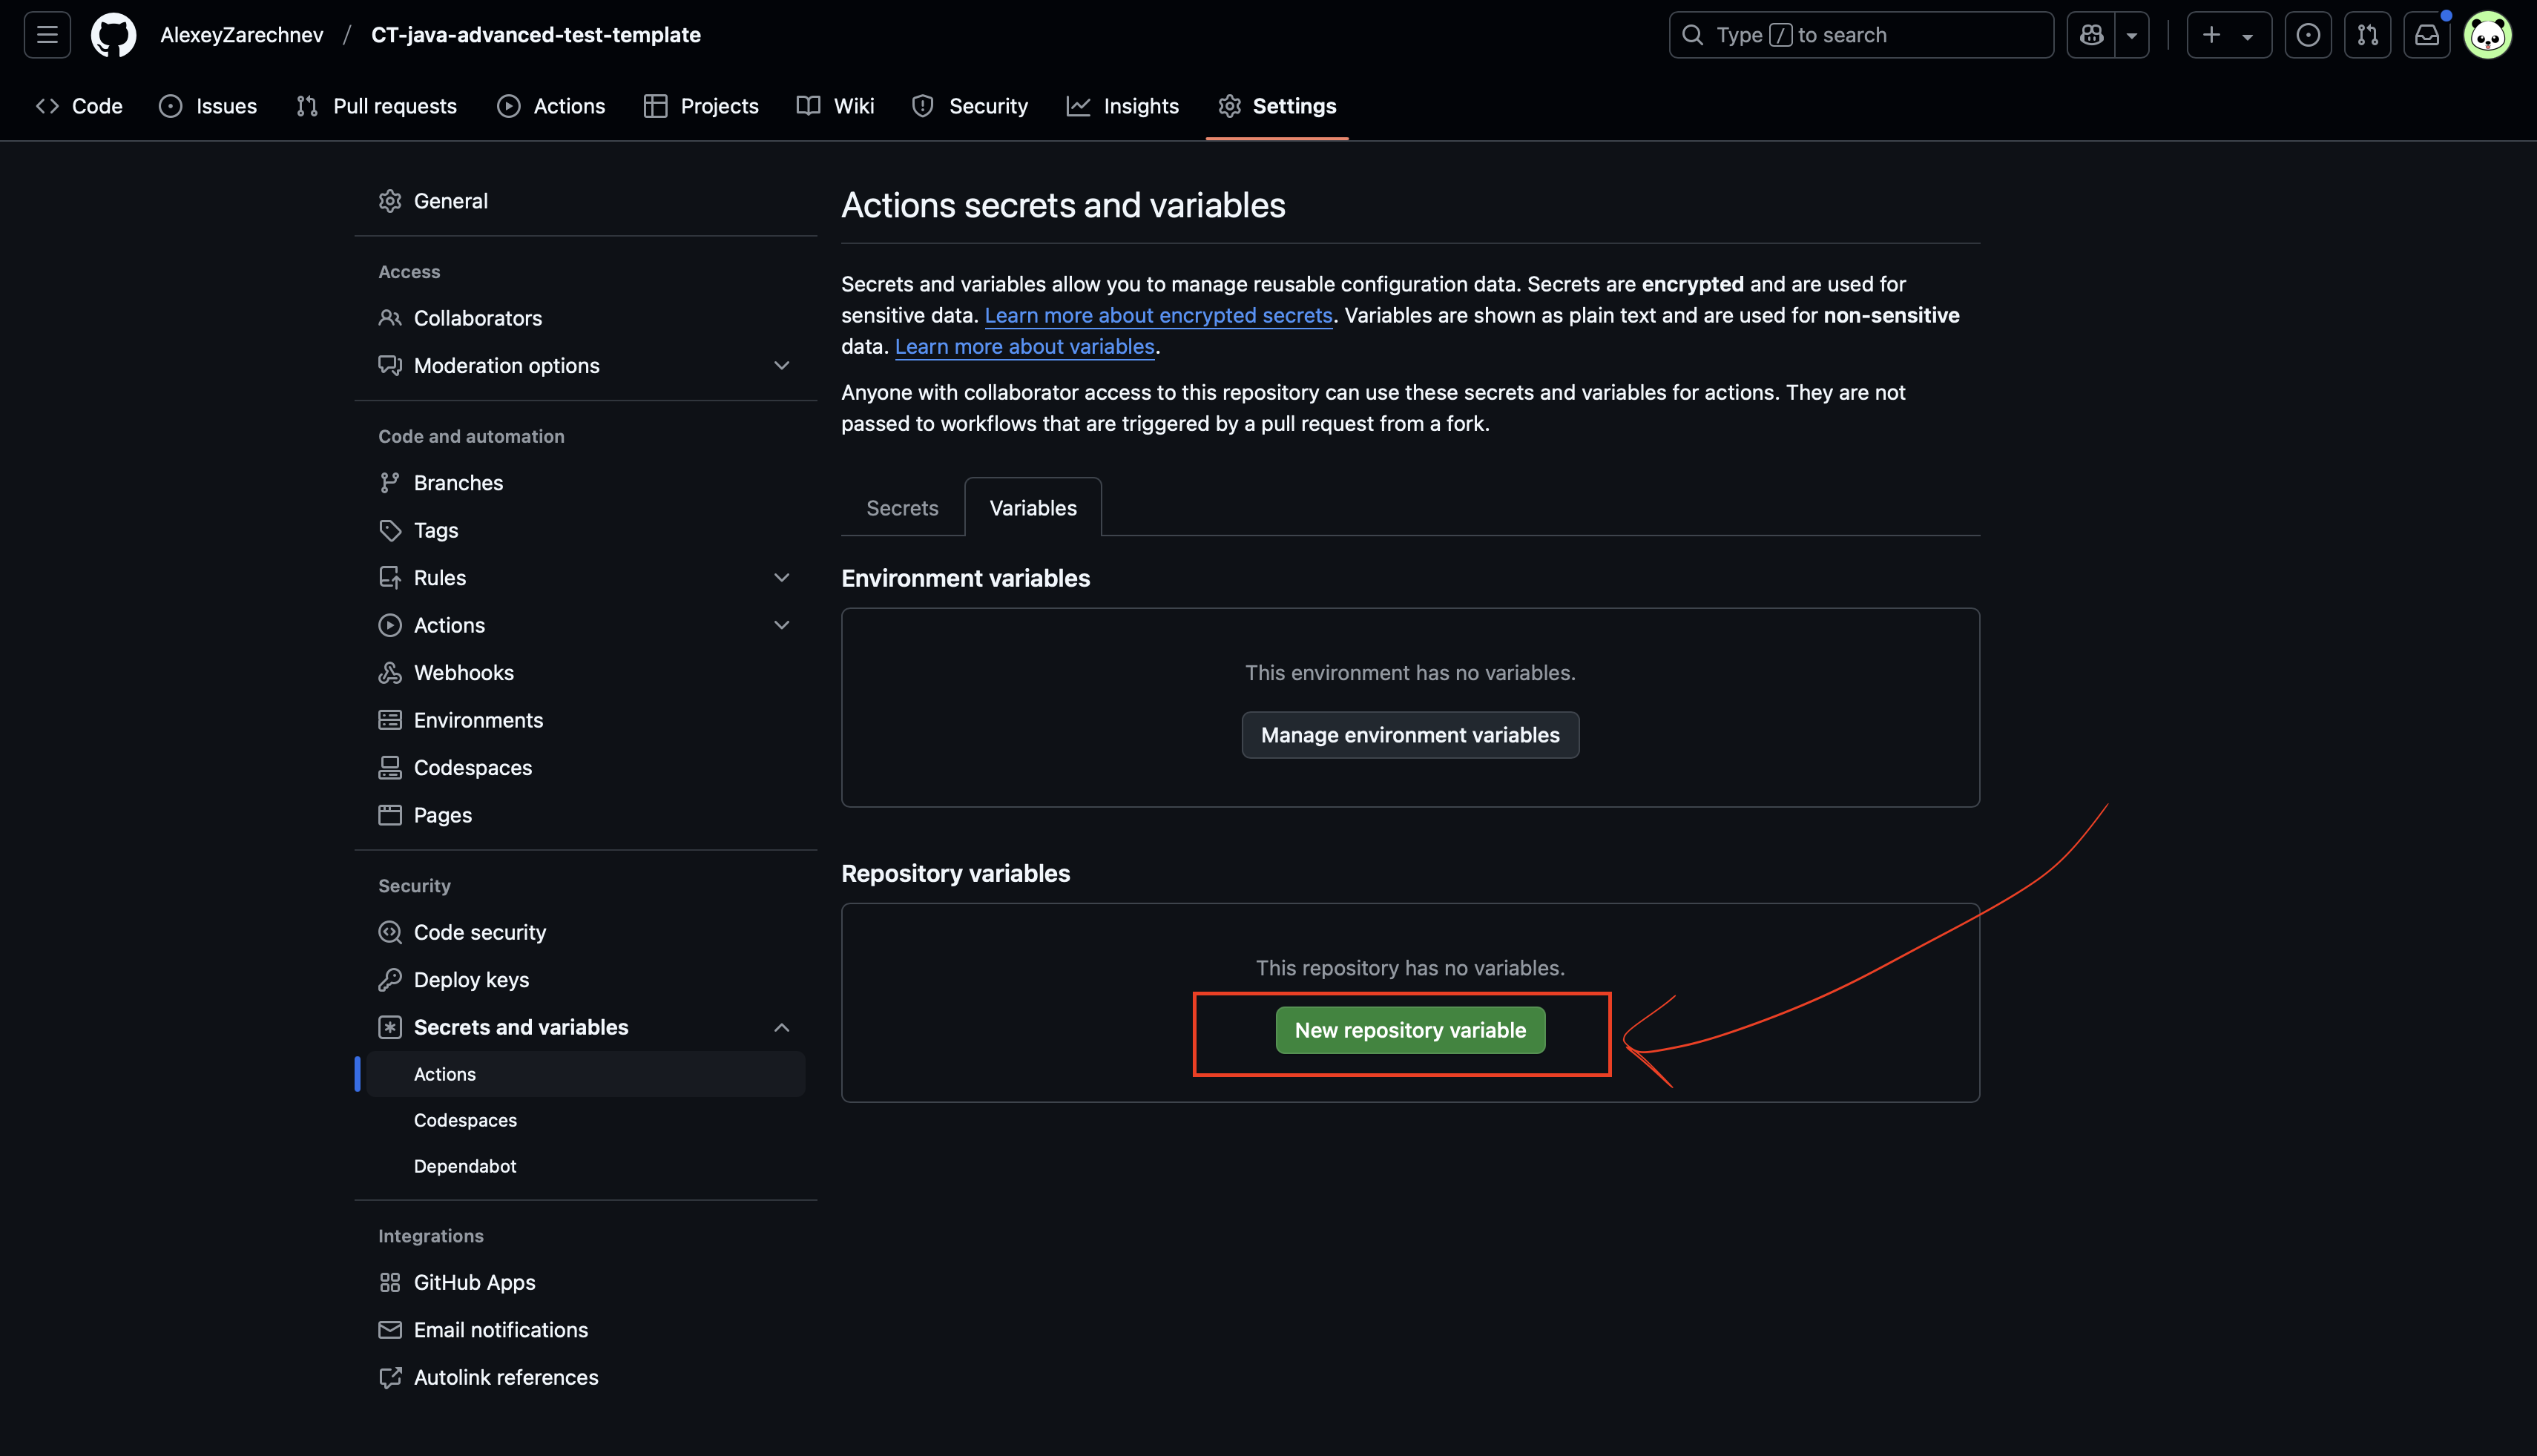 AlexeyZarechnev / CT-java-advanced-test-template
Type / to search
Code
Issues
Pull requests
Actions
Projects
Wiki
Security
Insights
Settings
General
Access
Collaborators
Moderation options
Code and automation
Branches
Tags
Rules
Actions
Webhooks
Environments
Codespaces
Pages
Security
Code security
Deploy keys
Secrets and variables
Actions
Codespaces
Dependabot
Integrations
GitHub Apps
Email notifications
Autolink references
Actions secrets and variables
Secrets and variables allow you to manage reusable configuration data. Secrets are encrypted and are used for
sensitive data. Learn more about encrypted secrets. Variables are shown as plain text and are used for non-sensitive
data. Learn more about variables.
Anyone with collaborator access to this repository can use these secrets and variables for actions. They are not
passed to workflows that are triggered by a pull request from a fork.
Secrets
Variables
Environment variables
This environment has no variables.
Manage environment variables
Repository variables
This repository has no variables.
New repository variable